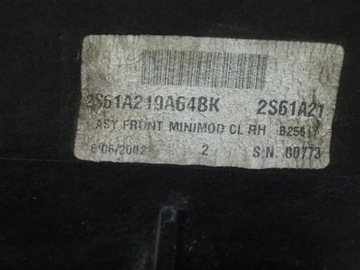 2S61A219A64BK 2S61A21
ASY FRONT MINIMOD CL RH B256
6/06/2002 2 S.N. 00773